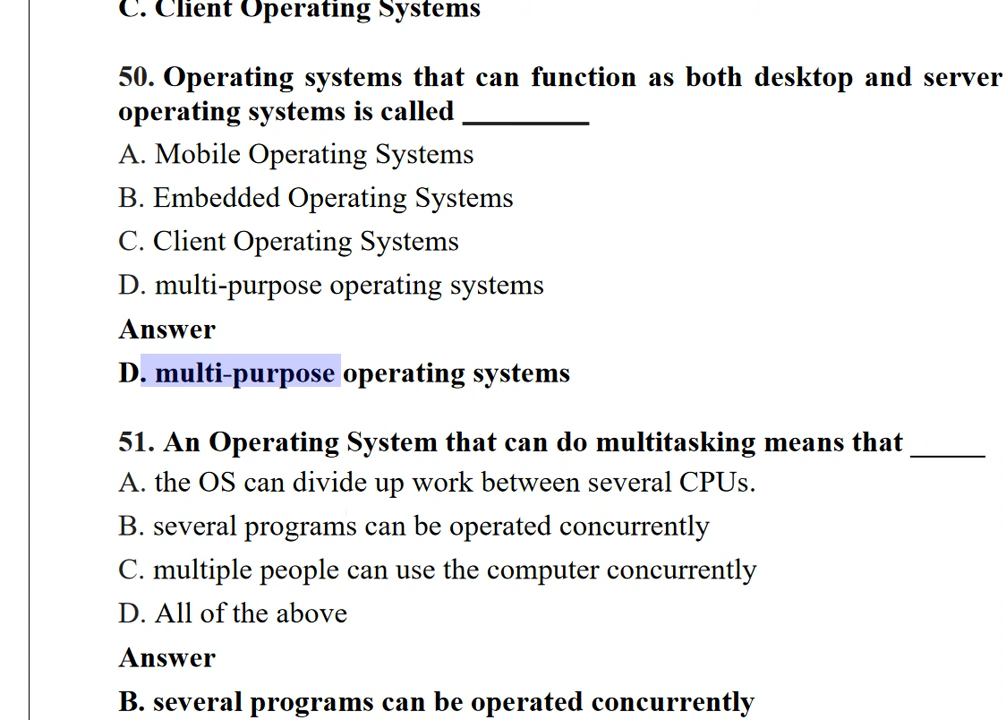 C. Client Operating Systems
50. Operating systems that can function as both desktop and server
operating systems is called _________
A. Mobile Operating Systems
B. Embedded Operating Systems
C. Client Operating Systems
D. multi-purpose operating systems
Answer
D. multi-purpose operating systems
51. An Operating System that can do multitasking means that _____
A. the OS can divide up work between several CPUs.
B. several programs can be operated concurrently
C. multiple people can use the computer concurrently
D. All of the above
Answer
B. several programs can be operated concurrently